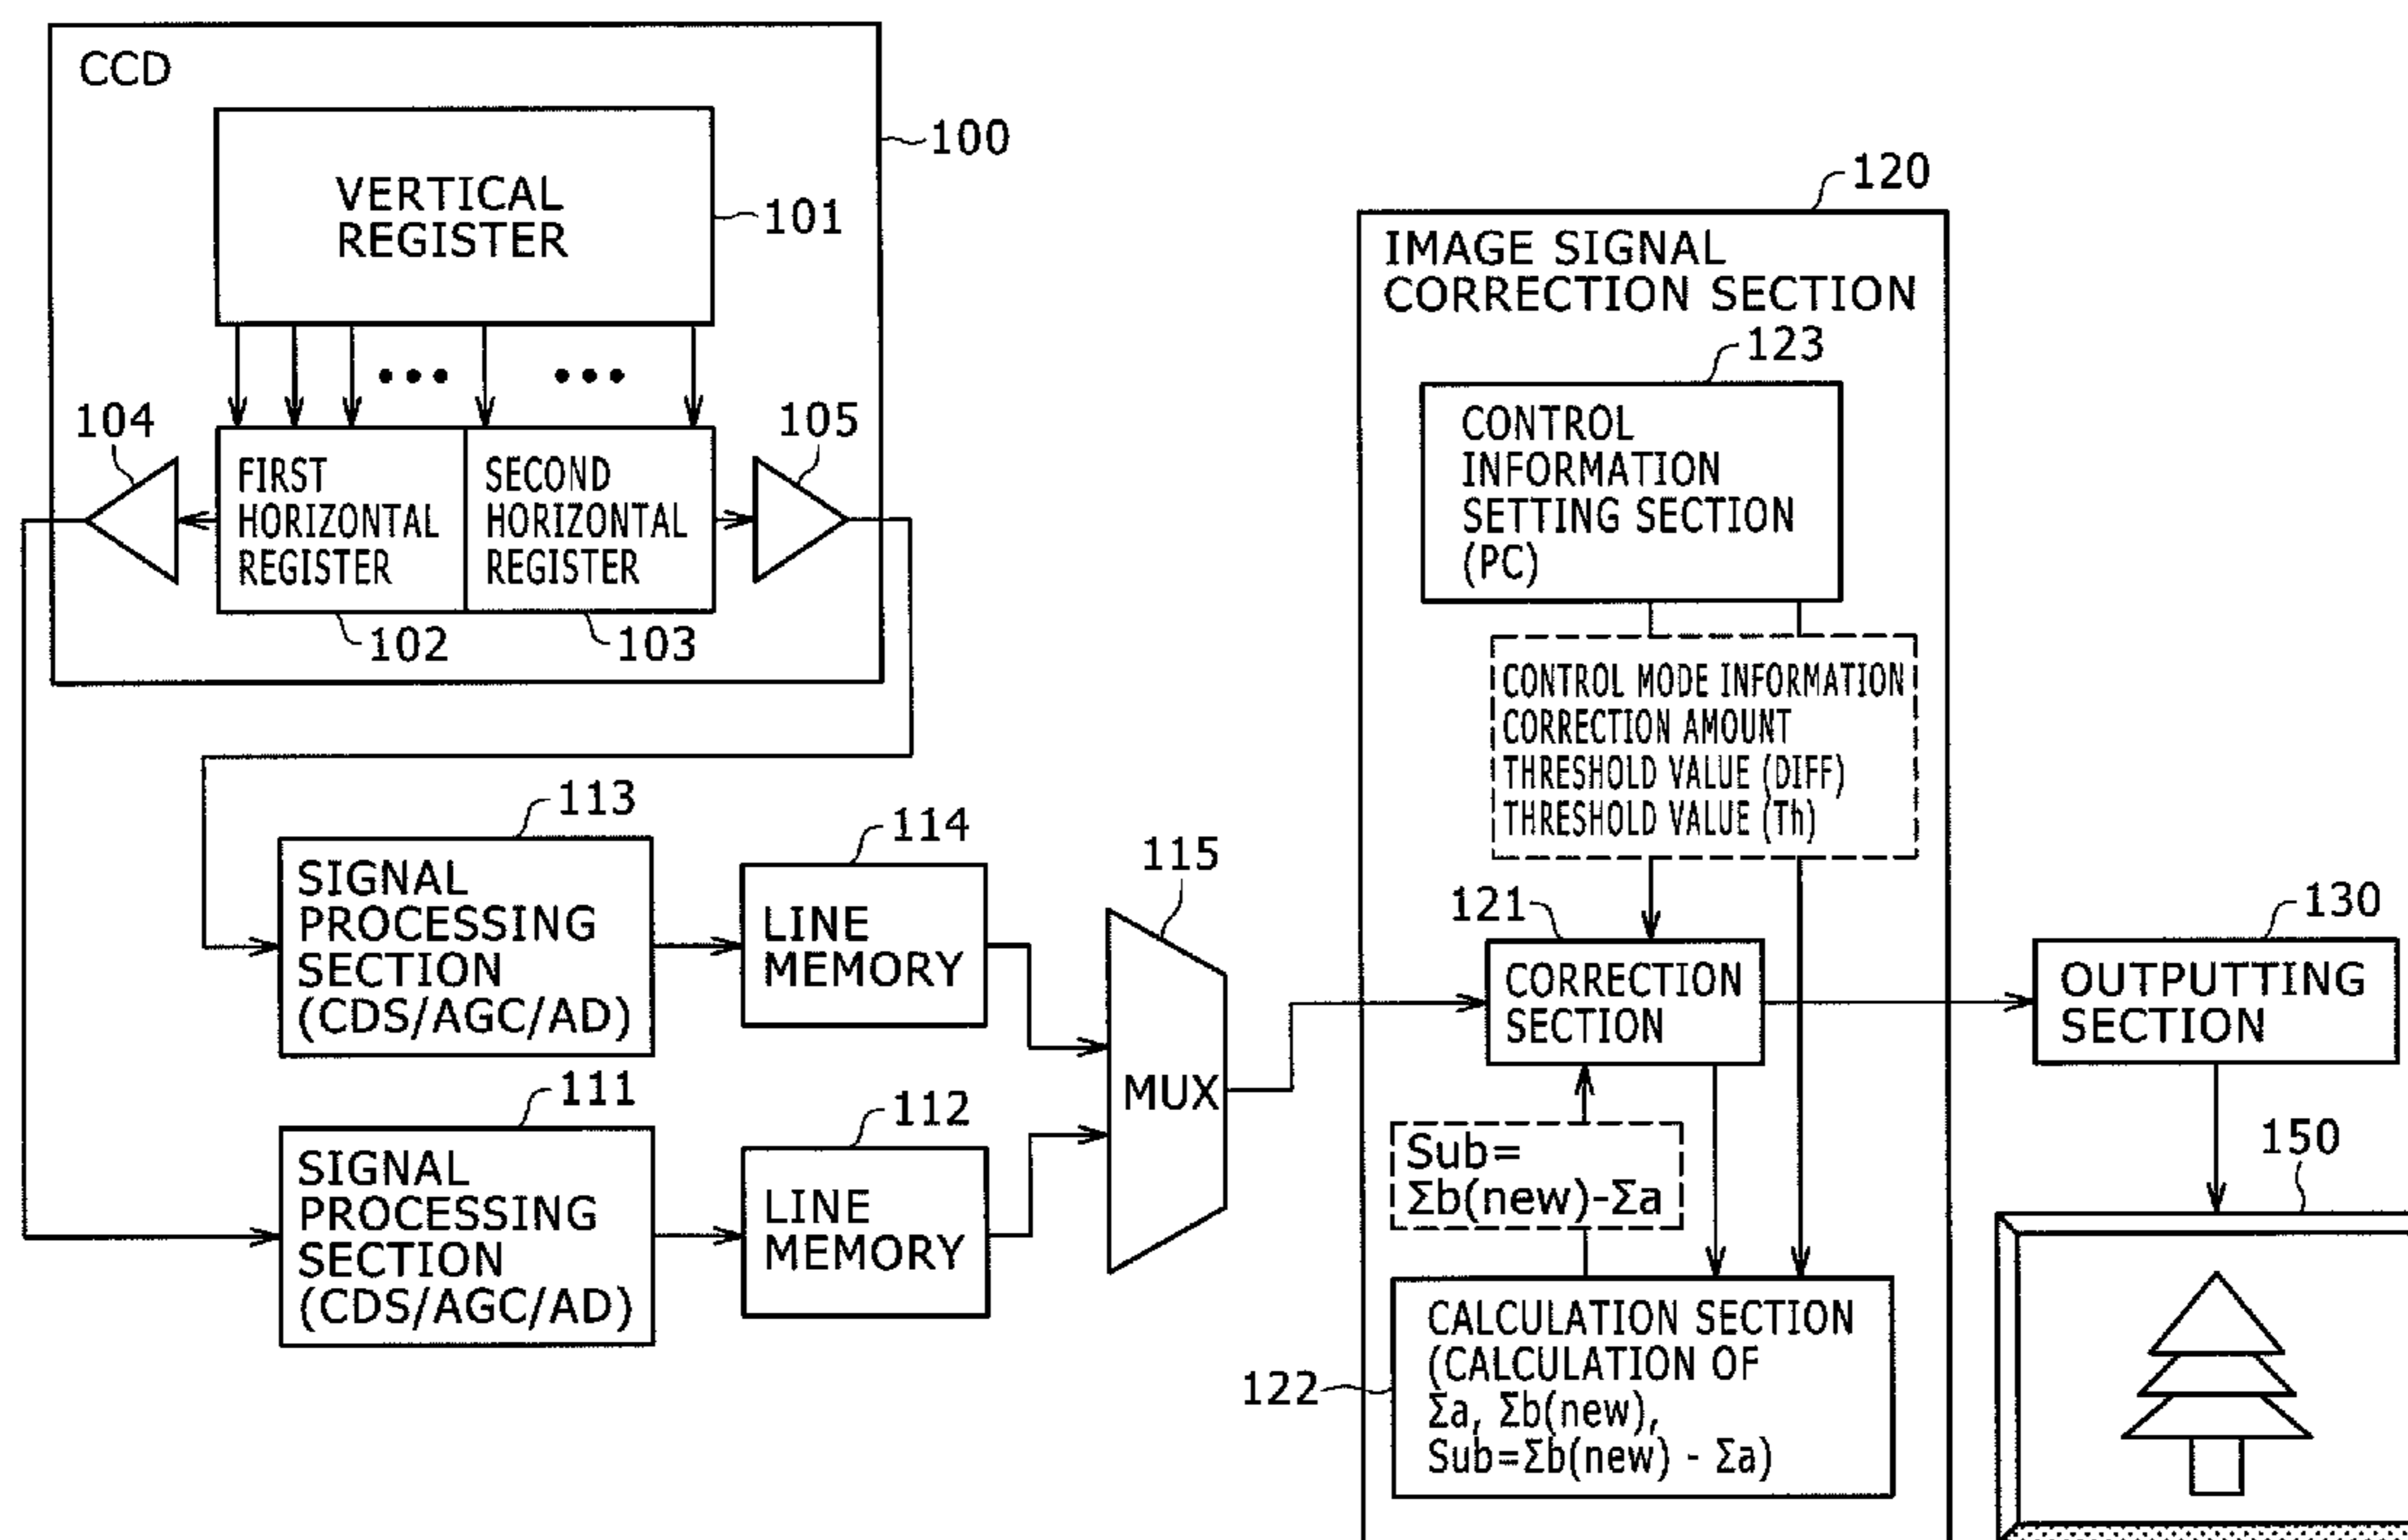 CCD
100
VERTICAL
REGISTER
101
104
105
FIRST
HORIZONTAL
REGISTER
SECOND
HORIZONTAL
REGISTER
102
103
113
SIGNAL
PROCESSING
SECTION
(CDS/AGC/AD)
114
LINE
MEMORY
111
SIGNAL
PROCESSING
SECTION
(CDS/AGC/AD)
112
LINE
MEMORY
115
MUX
120
IMAGE SIGNAL
CORRECTION SECTION
123
CONTROL
INFORMATION
SETTING SECTION
(PC)
CONTROL MODE INFORMATION
CORRECTION AMOUNT
THRESHOLD VALUE (DIFF)
THRESHOLD VALUE (Th)
121
CORRECTION
SECTION
Sub=
Σb(new)-Σa
122
CALCULATION SECTION
(CALCULATION OF
Σa, Σb(new),
Sub=Σb(new) - Σa)
130
OUTPUTTING
SECTION
150